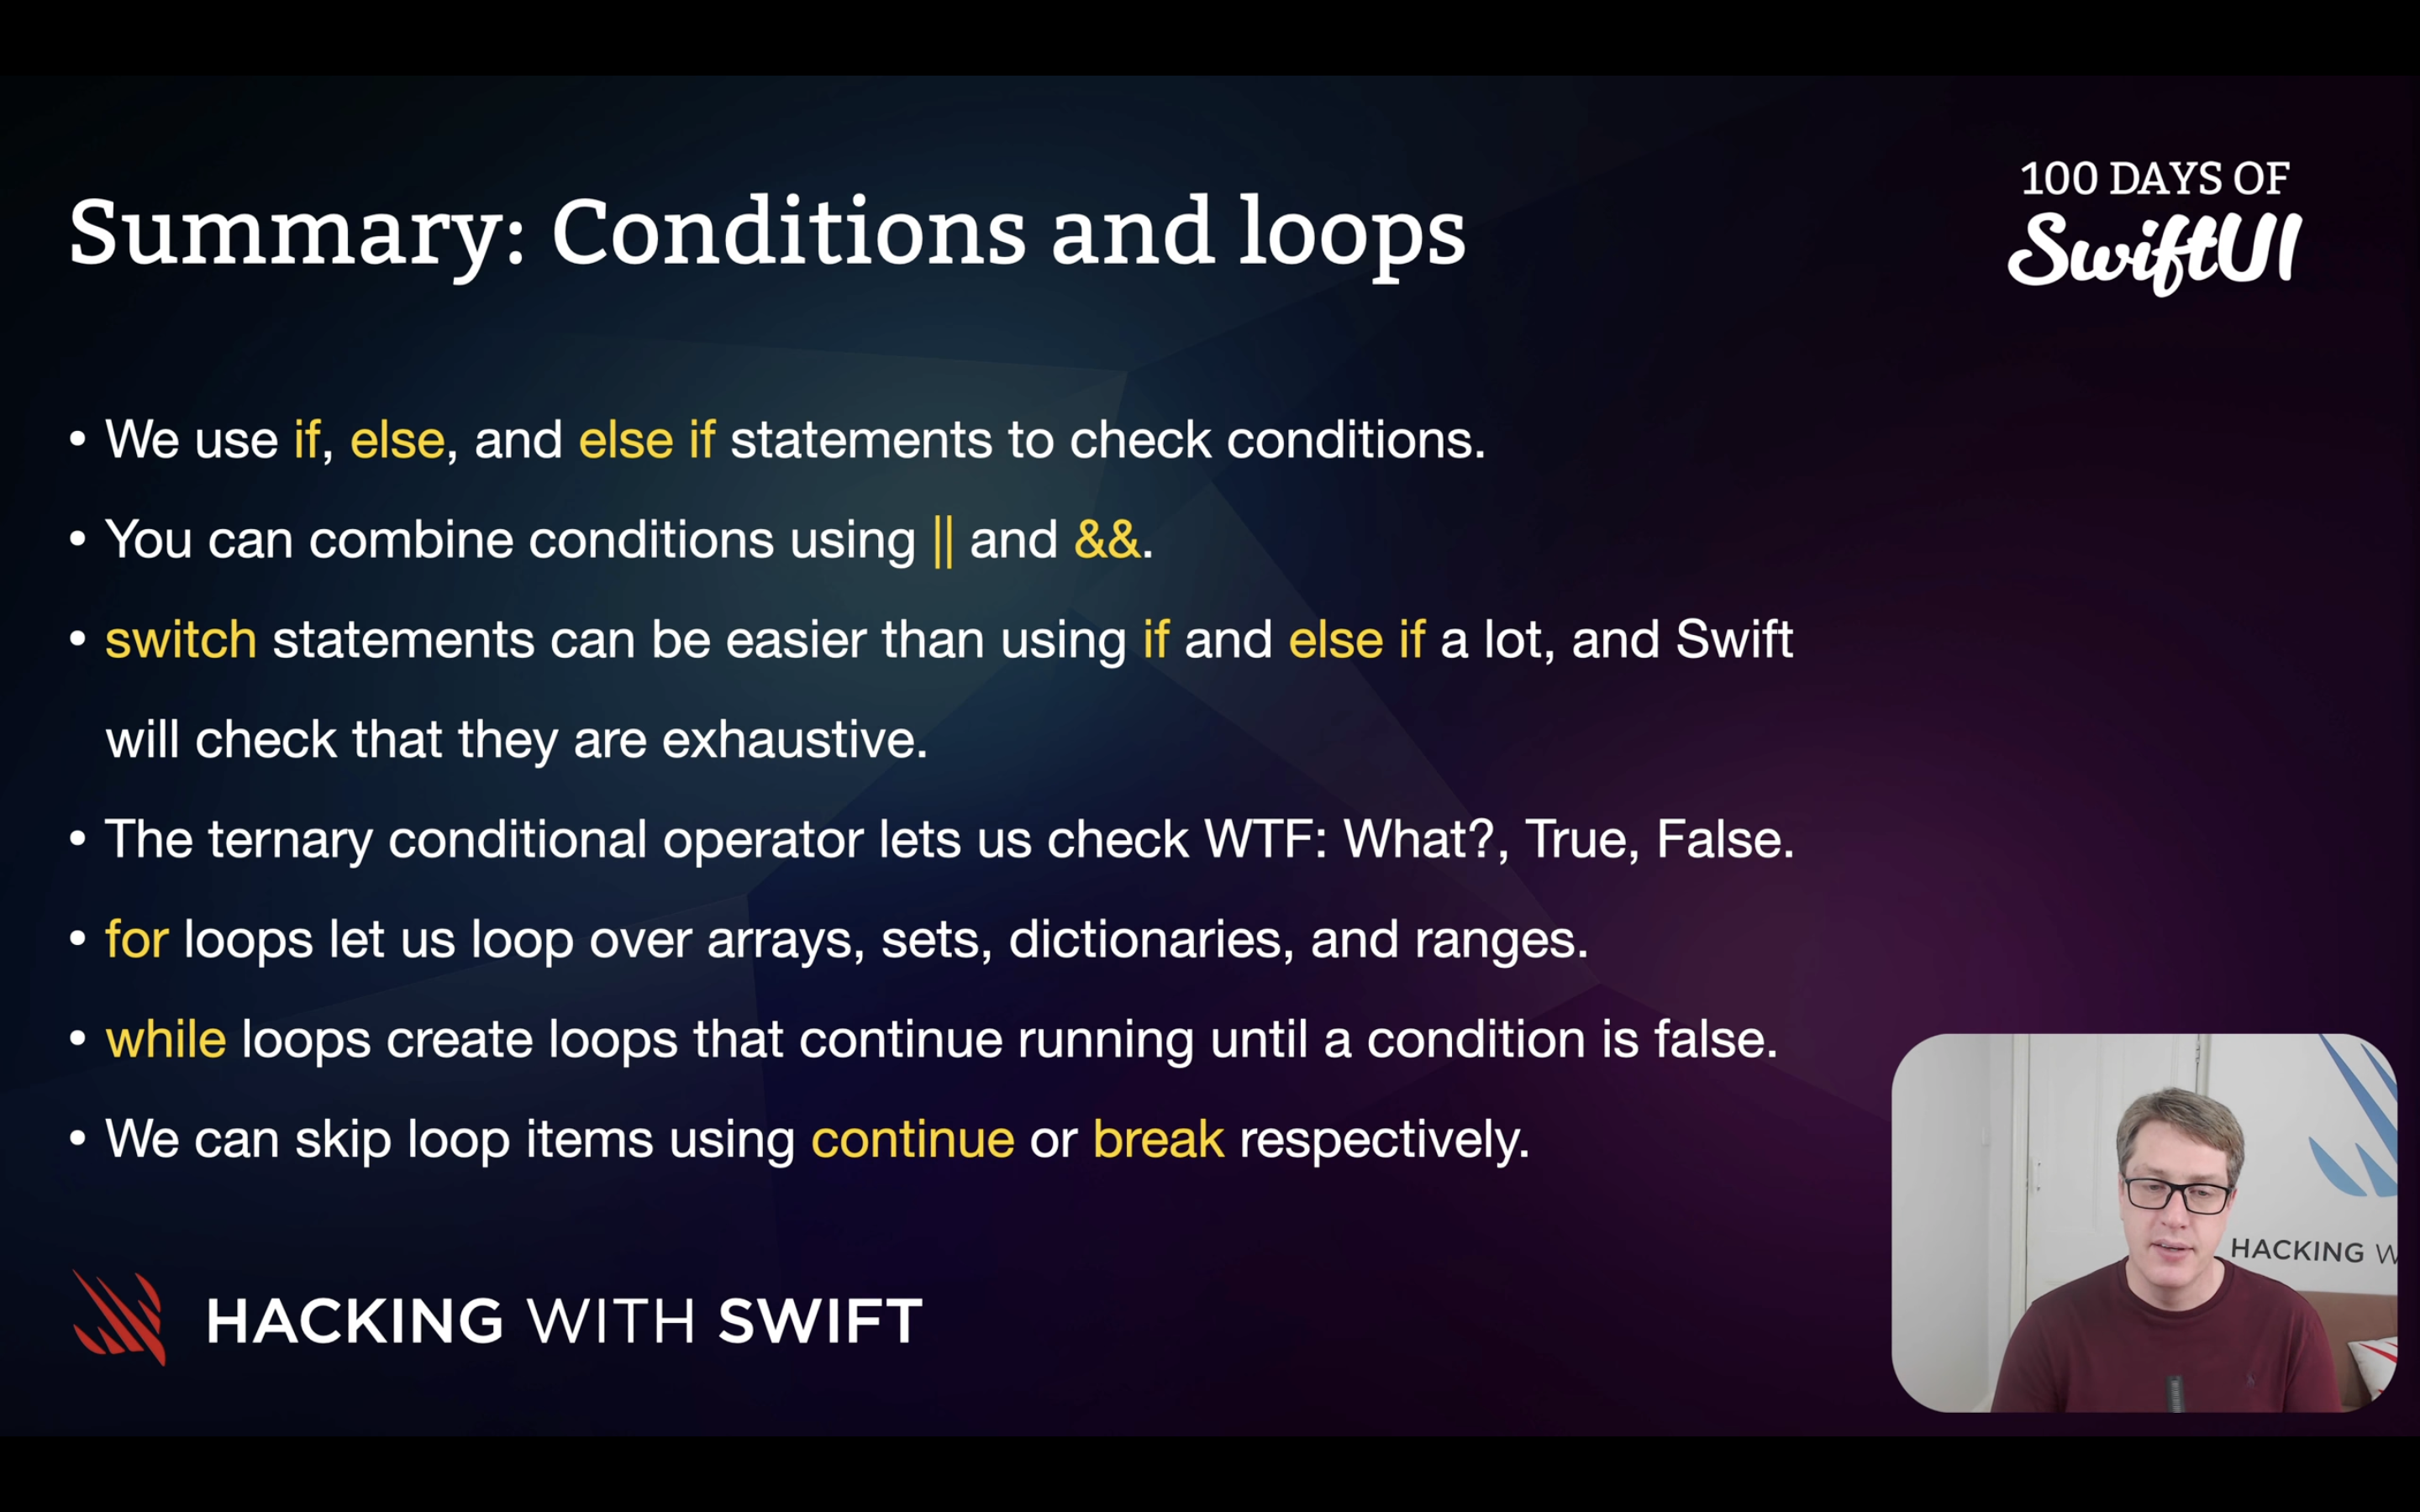 100 DAYS OF
SwiftUI
Summary: Conditions and loops
• We use if, else, and else if statements to check conditions.
• You can combine conditions using || and &&.
• switch statements can be easier than using if and else if a lot, and Swift
will check that they are exhaustive.
• The ternary conditional operator lets us check WTF: What?, True, False.
• for loops let us loop over arrays, sets, dictionaries, and ranges.
• while loops create loops that continue running until a condition is false.
• We can skip loop items using continue or break respectively.
HACKING W
HACKING WITH SWIFT